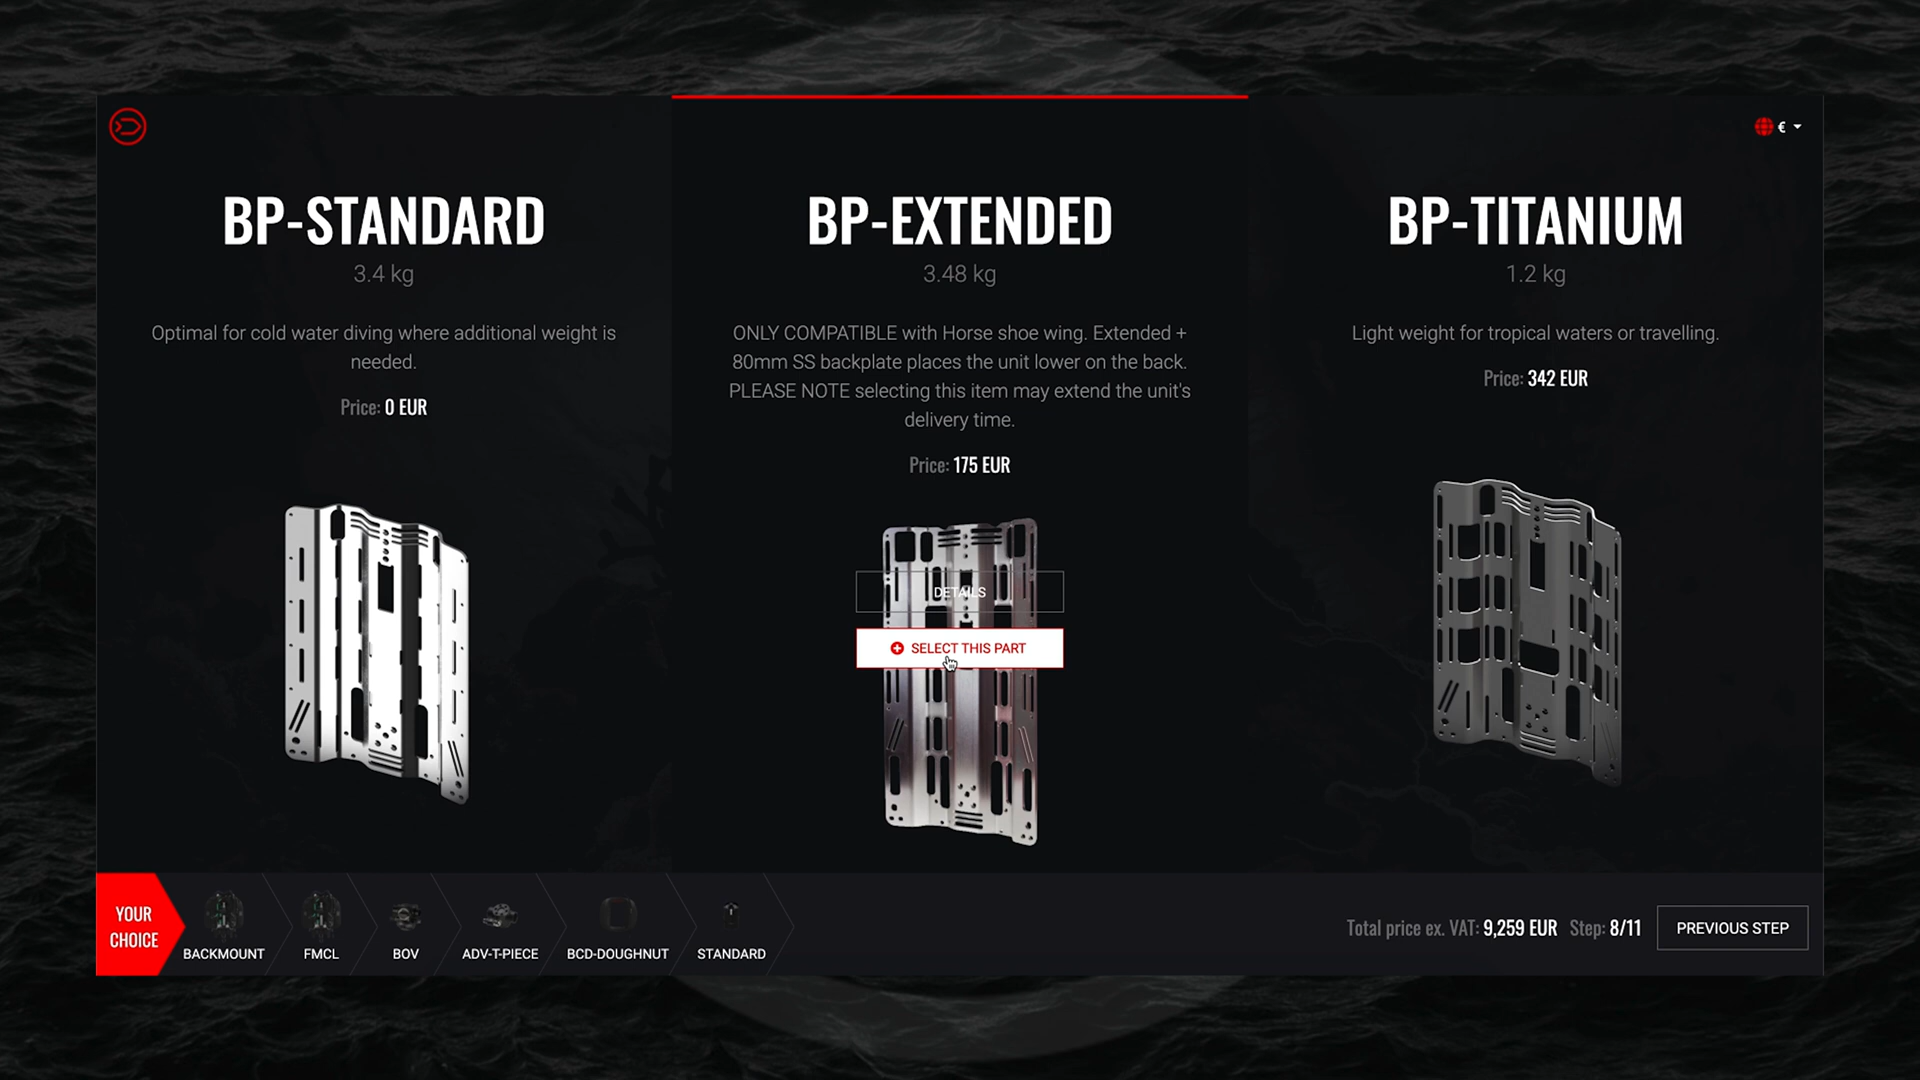 €
BP-STANDARD
3.4 kg
Optimal for cold water diving where additional weight is
needed.
Price: 0 EUR
BP-EXTENDED
3.48 kg
ONLY COMPATIBLE with Horse shoe wing. Extended +
80mm SS backplate places the unit lower on the back.
PLEASE NOTE selecting this item may extend the unit's
delivery time.
Price: 175 EUR
DETAILS
SELECT THIS PART
BP-TITANIUM
1.2 kg
Light weight for tropical waters or travelling.
Price: 342 EUR
YOUR
CHOICE
BACKMOUNT
FMCL
BOV
ADV-T-PIECE
BCD-DOUGHNUT
STANDARD
Total price ex. VAT: 9,259 EUR
Step: 8/11
PREVIOUS STEP